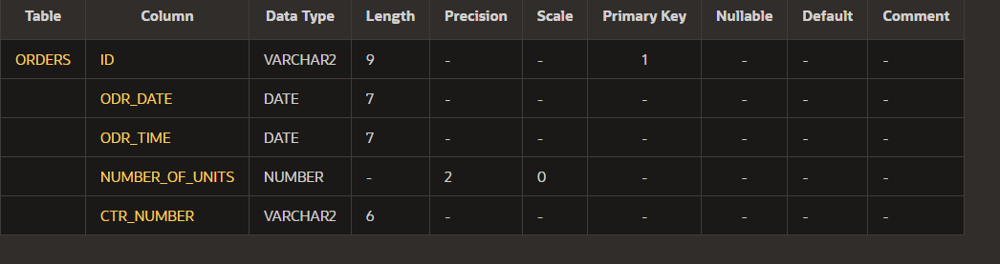 Table Column Data Type Length Precision Scale Primary Key Nullable Default Comment
ORDERS ID VARCHAR2 9 - - 1 - - -
ODR_DATE DATE 7 - - - - - -
ODR_TIME DATE 7 - - - - - -
NUMBER_OF_UNITS NUMBER - 2 0 - - - -
CTR_NUMBER VARCHAR2 6 - - - - - -